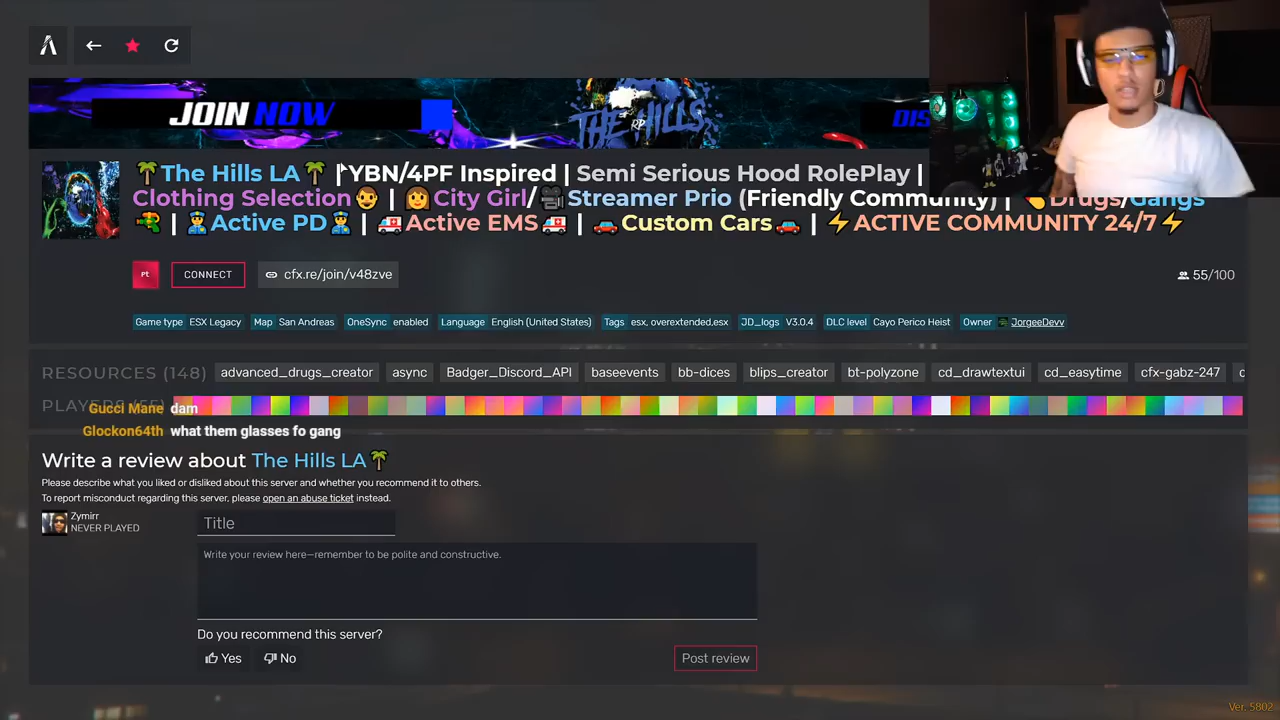 JOIN NOW
THE HILLS
RP
DIS
🌴The Hills LA🌴 | YBN/4PF Inspired | Semi Serious Hood RolePlay |
Clothing Selection👨 | 👩City Girl/🎥Streamer Prio (Friendly Community) | 💊Drugs/Gangs
🔫 | 👮Active PD👮 | 🚑Active EMS🚑 | 🚗Custom Cars🚗 | ⚡ACTIVE COMMUNITY 24/7⚡
Pt CONNECT cfx.re/join/v48zve 55/100
Game type ESX Legacy Map San Andreas OneSync enabled Language English (United States) Tags esx, overextended,esx JD_logs V3.0.4 DLC level Cayo Perico Heist Owner JorgeeDevv
RESOURCES (148) advanced_drugs_creator async Badger_Discord_API baseevents bb-dices blips_creator bt-polyzone cd_drawtextui cd_easytime cfx-gabz-247 c
PLAYERS (55)
Gucci Mane dam
Glockon64th what them glasses fo gang
Write a review about The Hills LA🌴
Please describe what you liked or disliked about this server and whether you recommend it to others.
To report misconduct regarding this server, please open an abuse ticket instead.
Zymirr
NEVER PLAYED
Title
Write your review here—remember to be polite and constructive.
Do you recommend this server?
Yes No Post review
Ver. 5802